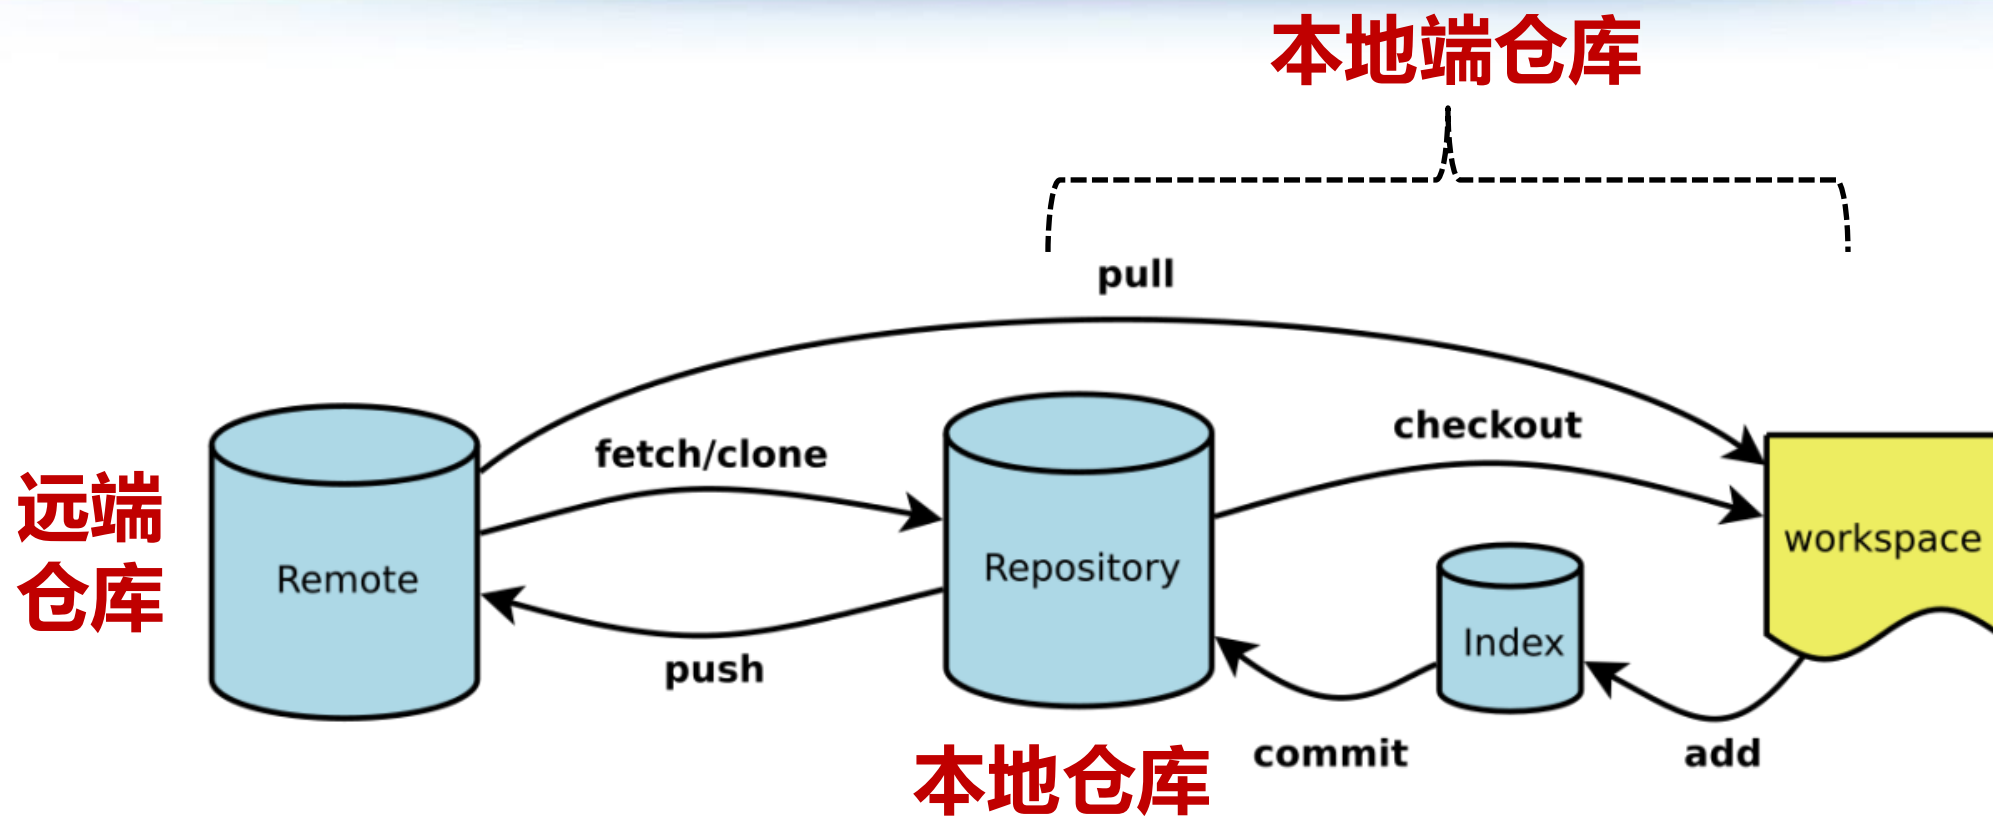 本地端仓库
pull
checkout
fetch/clone
远端
仓库
Remote
Repository
workspace
Index
push
本地仓库
commit
add